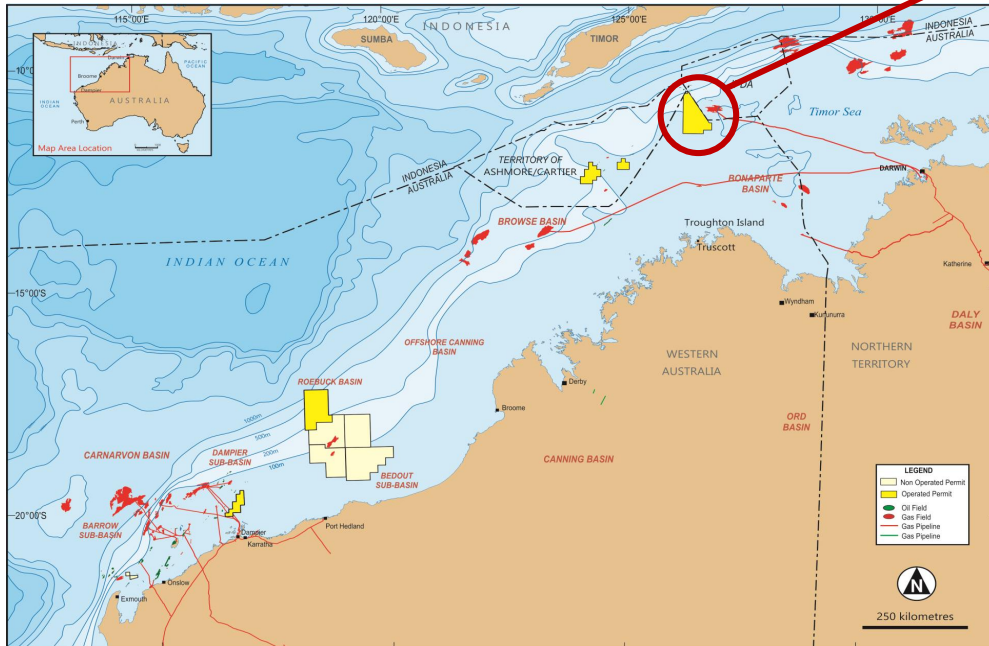 115°00'E
120°00'E
125°00'E
INDONESIA
INDONESIA
AUSTRALIA
SUMBA
TIMOR
10°
INDONESIA
Darwin
PACIFIC
OCEAN
Broome
Dampier
INDIAN
OCEAN
AUSTRALIA
Perth
Map Area Location
DA
Timor Sea
TERRITORY OF
ASHMORE/CARTIER
INDONESIA
AUSTRALIA
BONAPARTE
BASIN
DARWIN
BROWSE BASIN
Troughton Island
Truscott
INDIAN OCEAN
Katherine
15°00'S
Wyndham
Kununurra
DALY
BASIN
OFFSHORE CANNING
BASIN
WESTERN
AUSTRALIA
NORTHERN
TERRITORY
ROEBUCK BASIN
Derby
Broome
1000m
500m
200m
100m
ORD
BASIN
CARNARVON BASIN
DAMPIER
SUB-BASIN
CANNING BASIN
BEDOUT
SUB-BASIN
LEGEND
Non Operated Permit
Operated Permit
Oil Field
Gas Field
Gas Pipeline
Gas Pipeline
20°00'S
BARROW
SUB-BASIN
Port Hedland
Dampier
Karratha
Onslow
Exmouth
N
250 kilometres